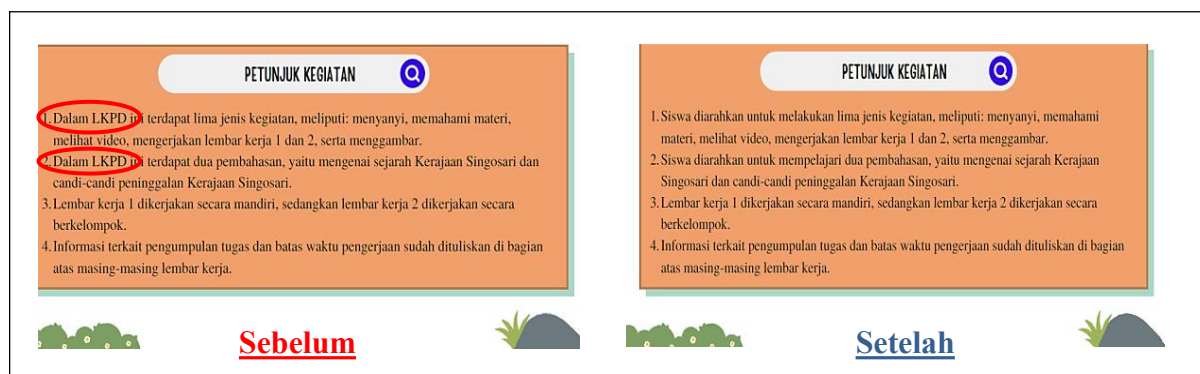 PETUNJUK KEGIATAN
1. Dalam LKPD ini terdapat lima jenis kegiatan, meliputi: menyanyi, memahami materi,
melihat video, mengerjakan lembar kerja 1 dan 2, serta menggambar.
2. Dalam LKPD ini terdapat dua pembahasan, yaitu mengenai sejarah Kerajaan Singosari dan
candi-candi peninggalan Kerajaan Singosari.
3. Lembar kerja 1 dikerjakan secara mandiri, sedangkan lembar kerja 2 dikerjakan secara
berkelompok.
4. Informasi terkait pengumpulan tugas dan batas waktu pengerjaan sudah dituliskan di bagian
atas masing-masing lembar kerja.
Sebelum
PETUNJUK KEGIATAN
1. Siswa diarahkan untuk melakukan lima jenis kegiatan, meliputi: menyanyi, memahami
materi, melihat video, mengerjakan lembar kerja 1 dan 2, serta menggambar.
2. Siswa diarahkan untuk mempelajari dua pembahasan, yaitu mengenai sejarah Kerajaan
Singosari dan candi-candi peninggalan Kerajaan Singosari.
3. Lembar kerja 1 dikerjakan secara mandiri, sedangkan lembar kerja 2 dikerjakan secara
berkelompok.
4. Informasi terkait pengumpulan tugas dan batas waktu pengerjaan sudah dituliskan di bagian
atas masing-masing lembar kerja.
Setelah